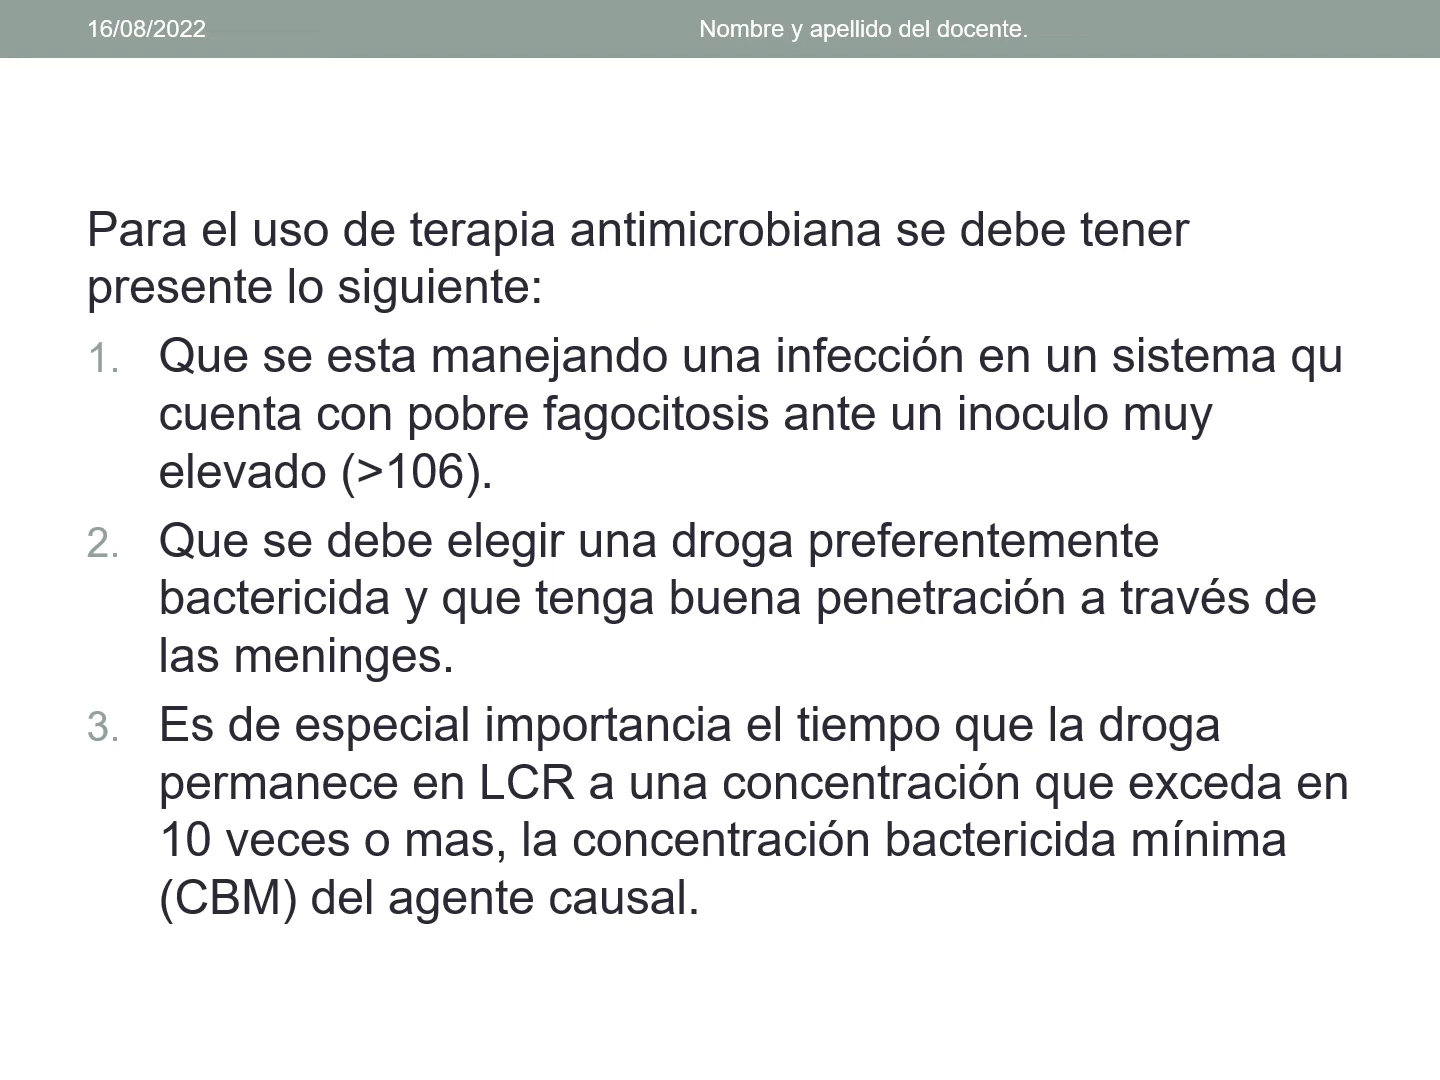 16/08/2022
Nombre y apellido del docente.
Para el uso de terapia antimicrobiana se debe tener
presente lo siguiente:
1. Que se esta manejando una infección en un sistema qu
cuenta con pobre fagocitosis ante un inoculo muy
elevado (>106).
2. Que se debe elegir una droga preferentemente
bactericida y que tenga buena penetración a través de
las meninges.
3. Es de especial importancia el tiempo que la droga
permanece en LCR a una concentración que exceda en
10 veces o mas, la concentración bactericida mínima
(CBM) del agente causal.